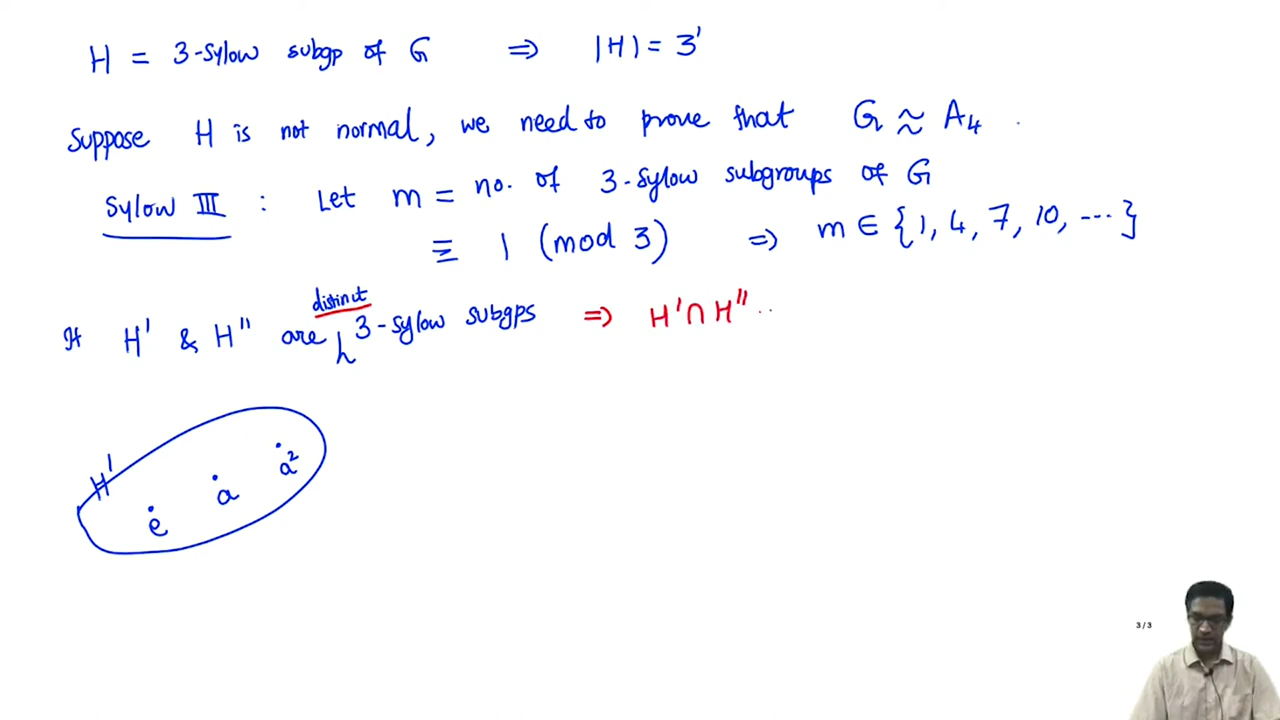 H = 3-Sylow subgp of G ⇒ |H| = 3¹
Suppose H is not normal, we need to prove that G ≈ A₄
Sylow III : Let m = no. of 3-Sylow subgroups of G
≡ 1 (mod 3) ⇒ m ∈ {1, 4, 7, 10, ...}
distinct
If H' & H'' are 3-Sylow subgps ⇒ H' ∩ H'' ..
H'
e a a²
3 / 3